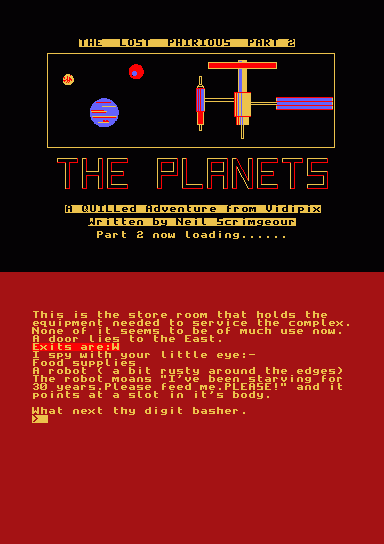 THE LOST PHIRIOUS PART 2
THE PLANETS
A QUILLed Adventure from Vidipix
Written by Neil Scrimgeour
Part 2 now loading......
This is the store room that holds the
equipment needed to service the complex.
None of it seems to be of much use now.
A door lies to the East.
Exits are:W
I spy with your little eye:-
Food supplies
A robot ( a bit rusty around the edges)
The robot moans "I've been starving for
30 years.Please feed me.PLEASE!" and it
points at a slot in it's body.
What next thy digit basher.
>